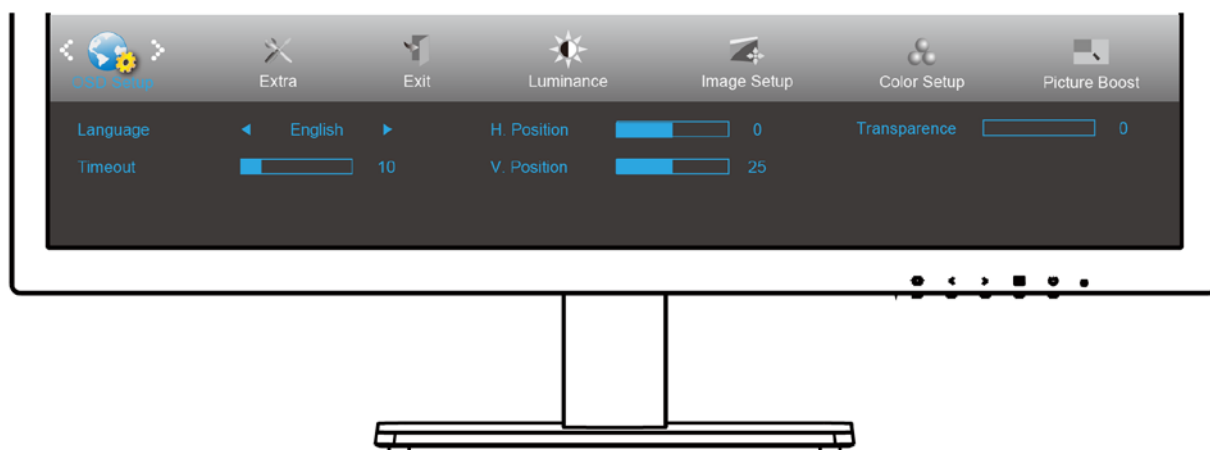 OSD Setup Extra Exit Luminance Image Setup Color Setup Picture Boost
Language English H. Position 0 Transparence 0
Timeout 10 V. Position 25